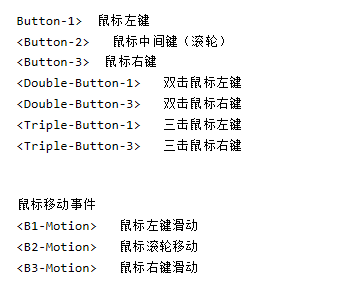 Button-1>  鼠标左键
<Button-2>   鼠标中间键（滚轮）
<Button-3>  鼠标右键
<Double-Button-1>   双击鼠标左键
<Double-Button-3>   双击鼠标右键
<Triple-Button-1>   三击鼠标左键
<Triple-Button-3>   三击鼠标右键
鼠标移动事件
<B1-Motion>   鼠标左键滑动
<B2-Motion>   鼠标滚轮移动
<B3-Motion>   鼠标右键滑动